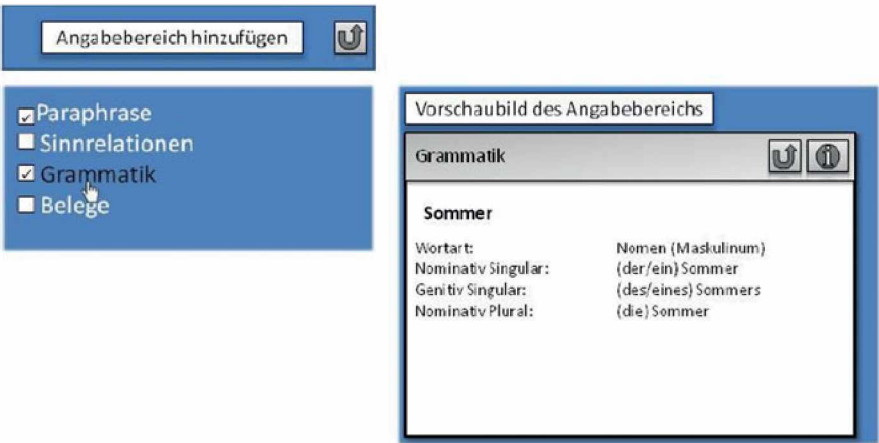 Angabebereich hinzufügen
Paraphrase
Sinnrelationen
Grammatik
Belege
Vorschaubild des Angabebereichs
Grammatik
Sommer
Wortart: Nomen (Maskulinum)
Nominativ Singular: (der/ein) Sommer
Genitiv Singular: (des/eines) Sommers
Nominativ Plural: (die) Sommer